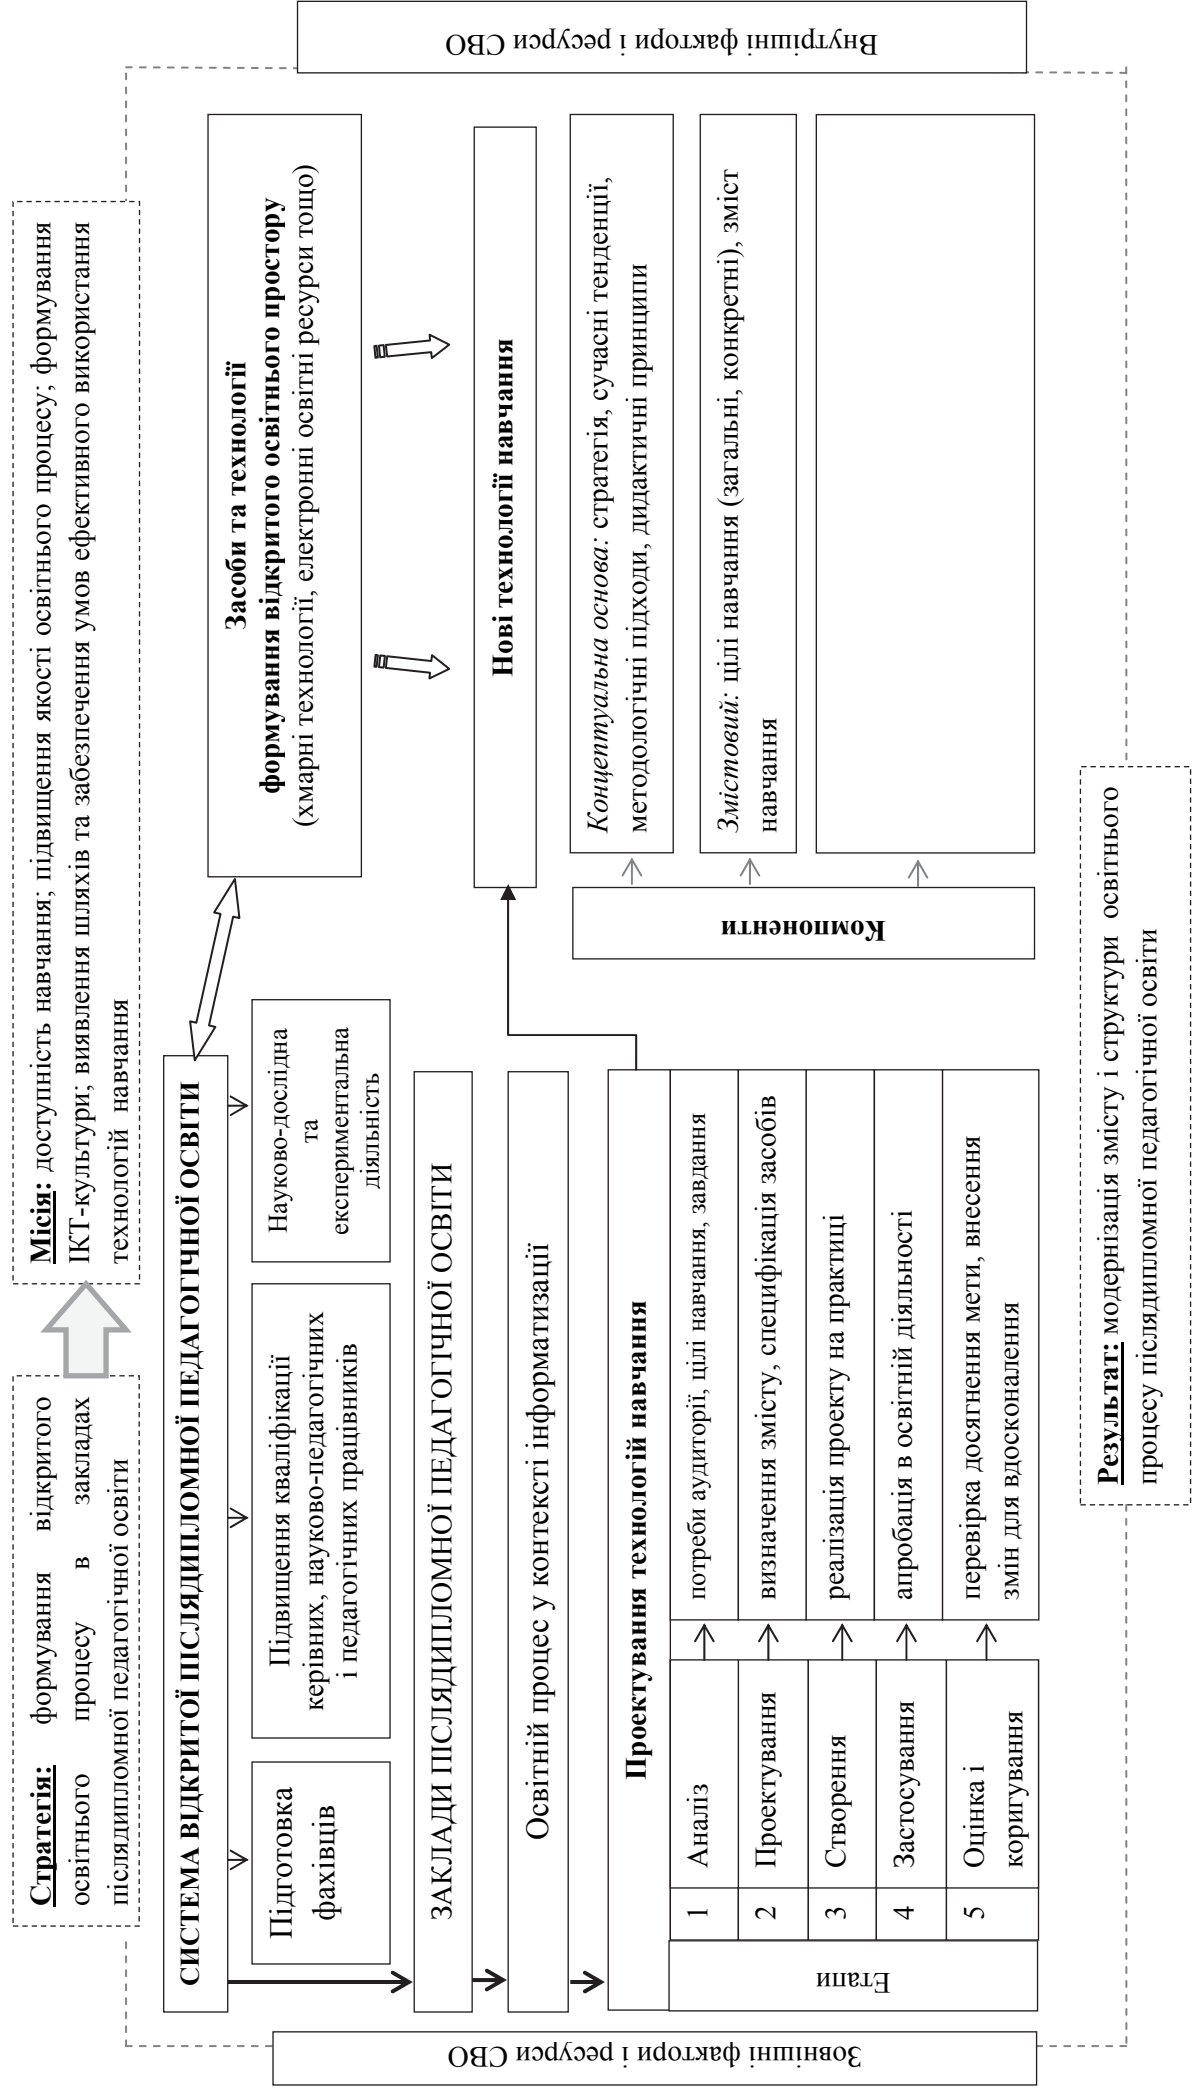 Стратегія: формування відкритого
освітнього процесу в закладах
післядипломної педагогічної освіти
Місія: доступність навчання; підвищення якості освітнього процесу; формування
ІКТ-культури; виявлення шляхів та забезпечення умов ефективного використання
технологій навчання
СИСТЕМА ВІДКРИТОЇ ПІСЛЯДИПЛОМНОЇ ПЕДАГОГІЧНОЇ ОСВІТИ
Підготовка
фахівців
Підвищення кваліфікації
керівних, науково-педагогічних
і педагогічних працівників
Науково-дослідна
та
експериментальна
діяльність
Засоби та технології
формування відкритого освітнього простору
(хмарні технології, електронні освітні ресурси тощо)
ЗАКЛАДИ ПІСЛЯДИПЛОМНОЇ ПЕДАГОГІЧНОЇ ОСВІТИ
Освітній процес у контексті інформатизації
Нові технології навчання
Проектування технологій навчання
Етапи
1
Аналіз
потреби аудиторії, цілі навчання, завдання
2
Проектування
визначення змісту, специфікація засобів
3
Створення
реалізація проекту на практиці
4
Застосування
апробація в освітній діяльності
5
Оцінка і
коригування
перевірка досягнення мети, внесення
змін для вдосконалення
Компоненти
Концептуальна основа: стратегія, сучасні тенденції,
методологічні підходи, дидактичні принципи
Змістовий: цілі навчання (загальні, конкретні), зміст
навчання
Зовнішні фактори і ресурси СВО
Внутрішні фактори і ресурси СВО
Результат: модернізація змісту і структури освітнього
процесу післядипломної педагогічної освіти